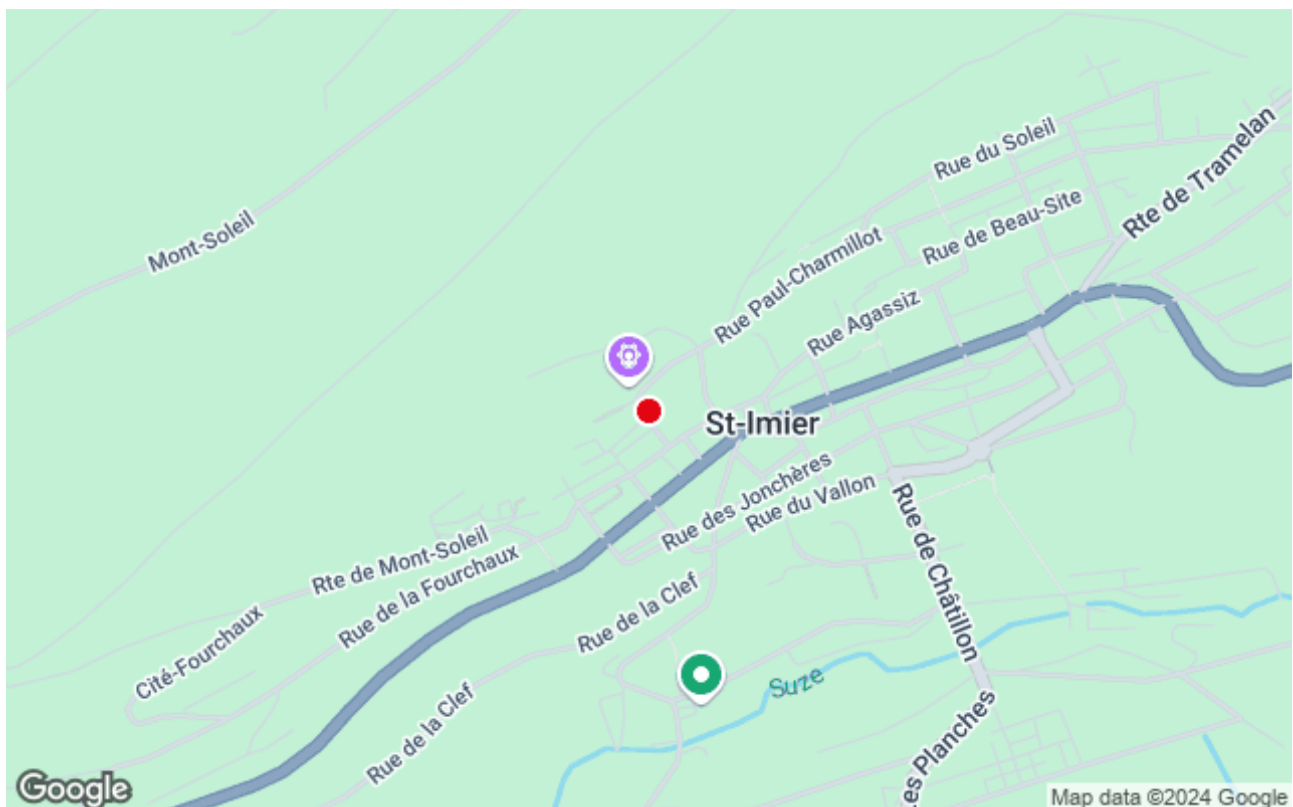 Rue du Soleil
Rte de Tramelan
Mont-Soleil
Rue de Beau-Site
Rue Paul-Charmillot
Rue Agassiz
St-Imier
Rue des Jonchères
Rue du Vallon
Rue de Châtillon
Rte de Mont-Soleil
Rue de la Fourchaux
Rue de la Clef
Cité-Fourchaux
Suze
Rue de la Clef
Les Planches
Google
Map data ©2024 Google